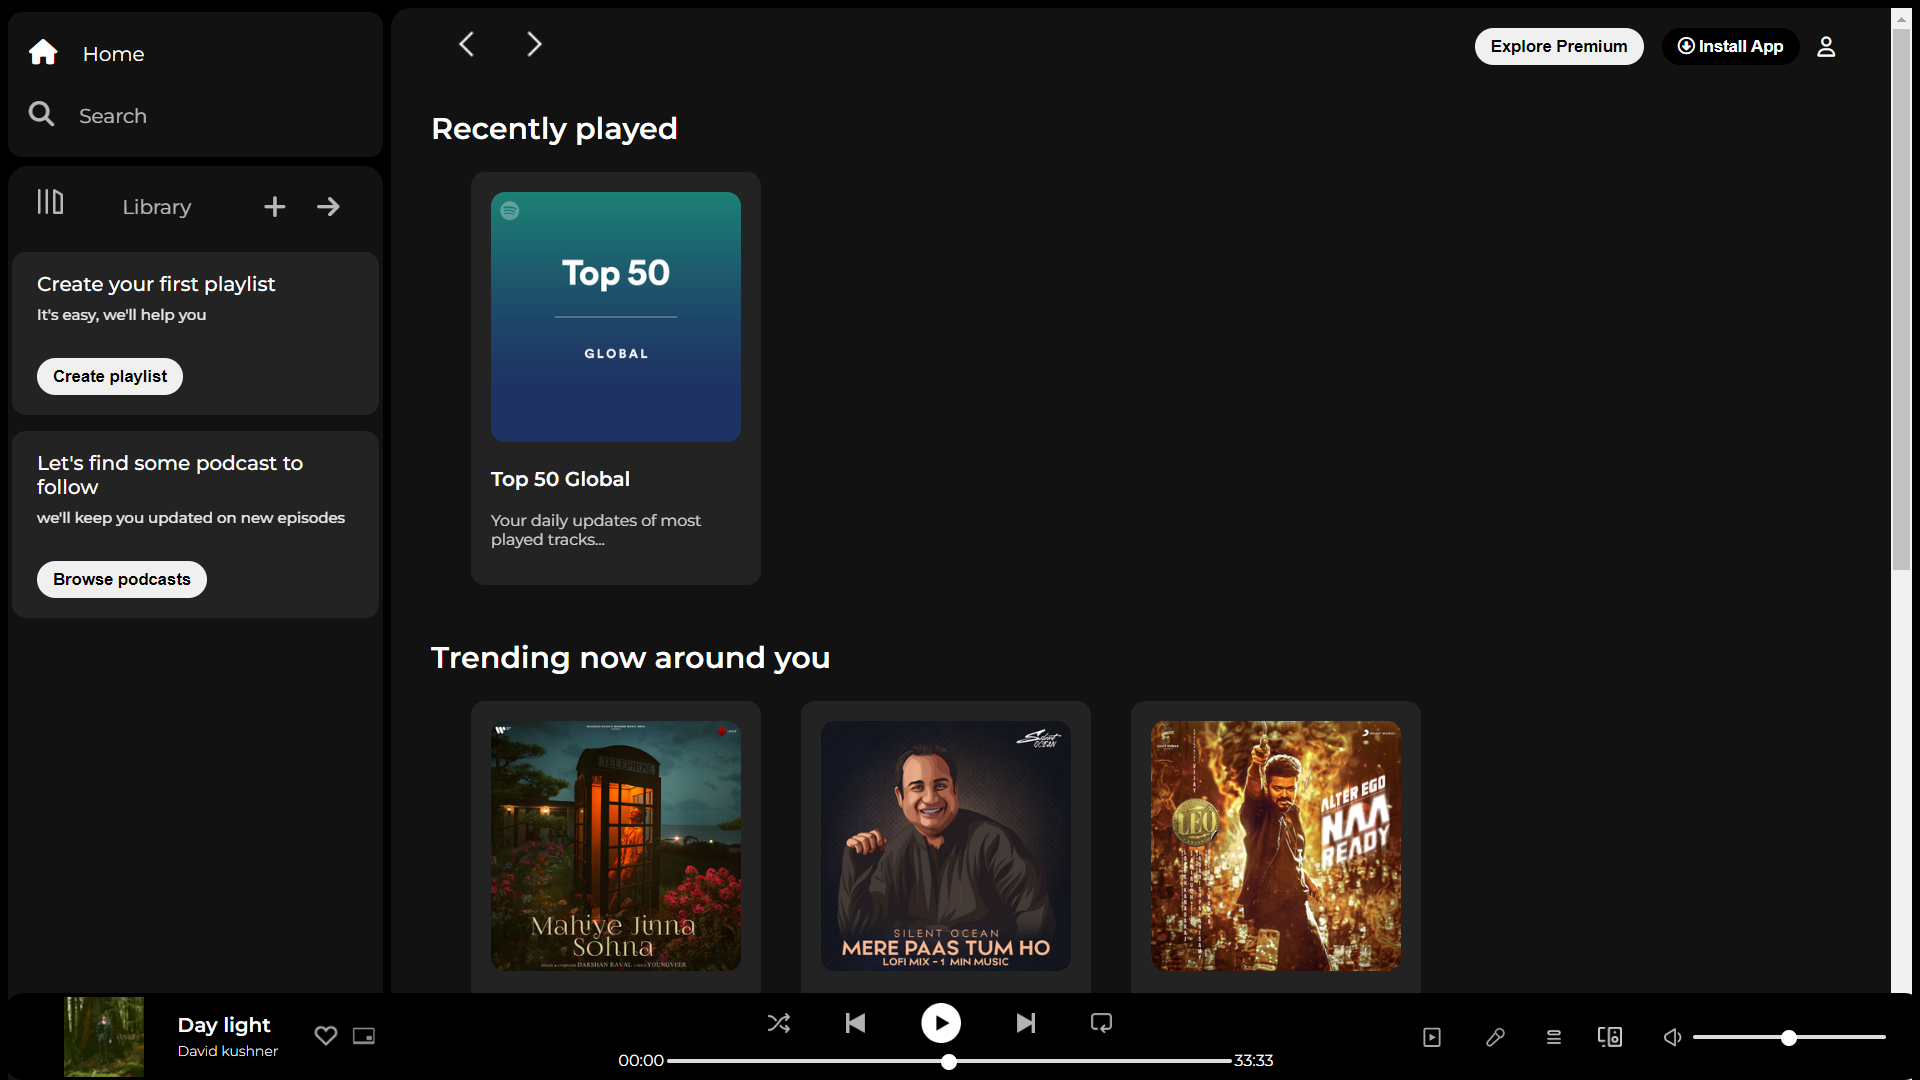 Home
Search
Library
Create your first playlist
It's easy, we'll help you
Create playlist
Let's find some podcast to
follow
we'll keep you updated on new episodes
Browse podcasts
Explore Premium
Install App
Recently played
Top 50
GLOBAL
Top 50 Global
Your daily updates of most
played tracks...
Trending now around you
TELEPHONE
Mahiye Jinna
Sohna
DARSHAN RAVAL
YOUNGVEER
Silent
OCEAN
SILENT OCEAN
MERE PAAS TUM HO
LOFI MIX - 1 MIN MUSIC
LEO
ALTER EGO
NAA
READY
Day light
David kushner
00:00
33:33